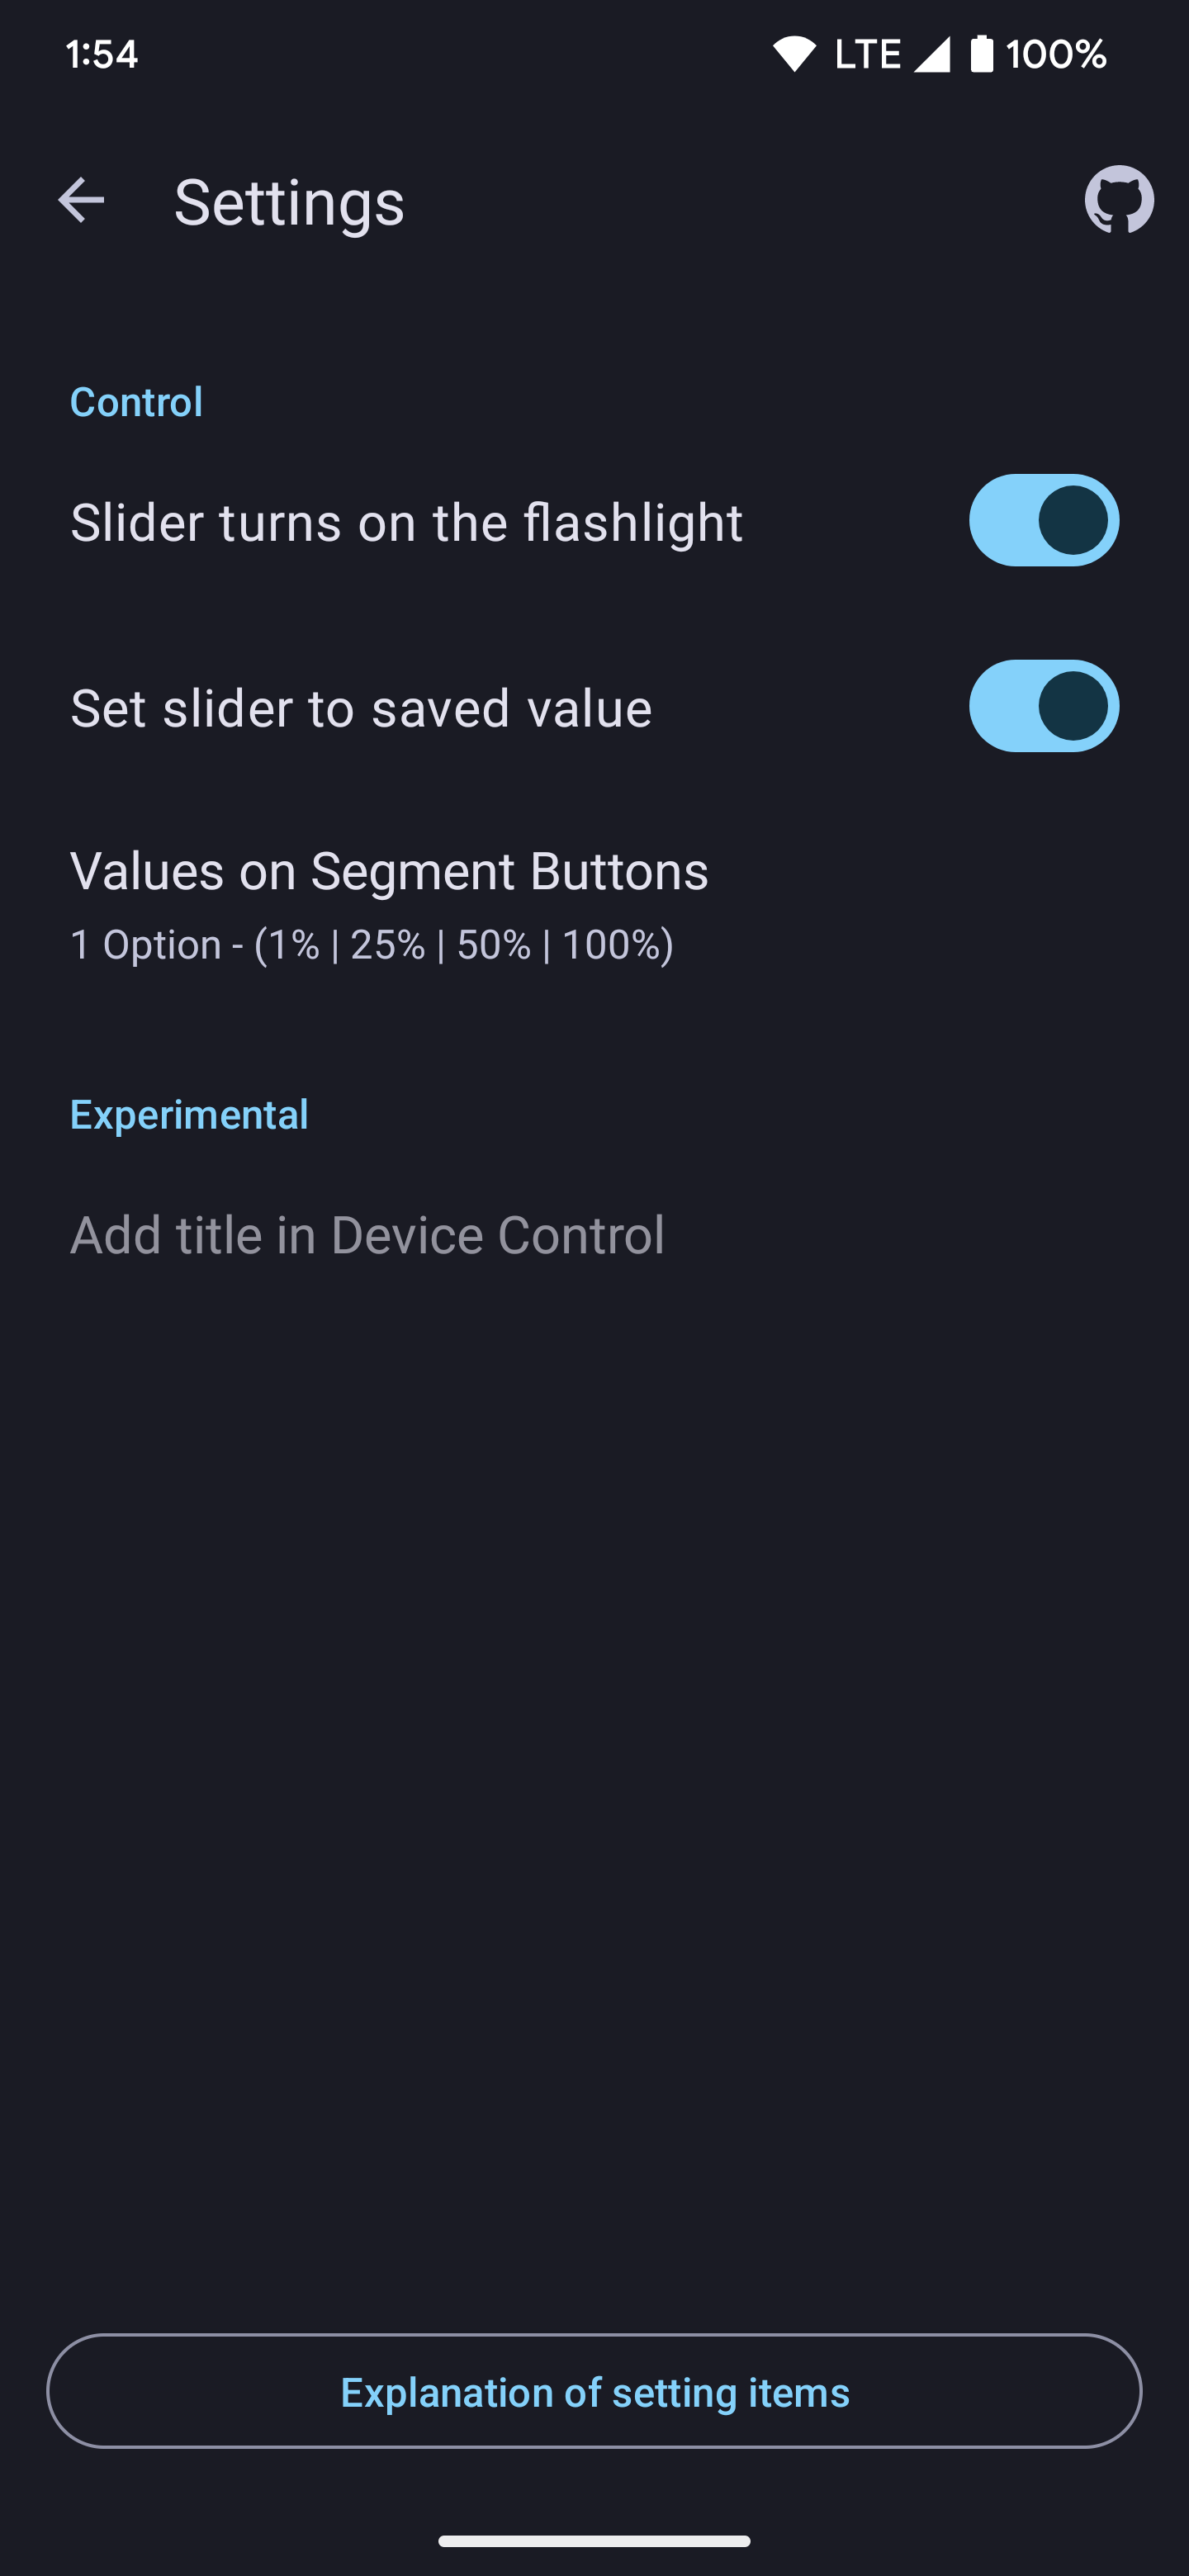 1:54 LTE 100%
Settings
Control
Slider turns on the flashlight
Set slider to saved value
Values on Segment Buttons
1 Option - (1% | 25% | 50% | 100%)
Experimental
Add title in Device Control
Explanation of setting items